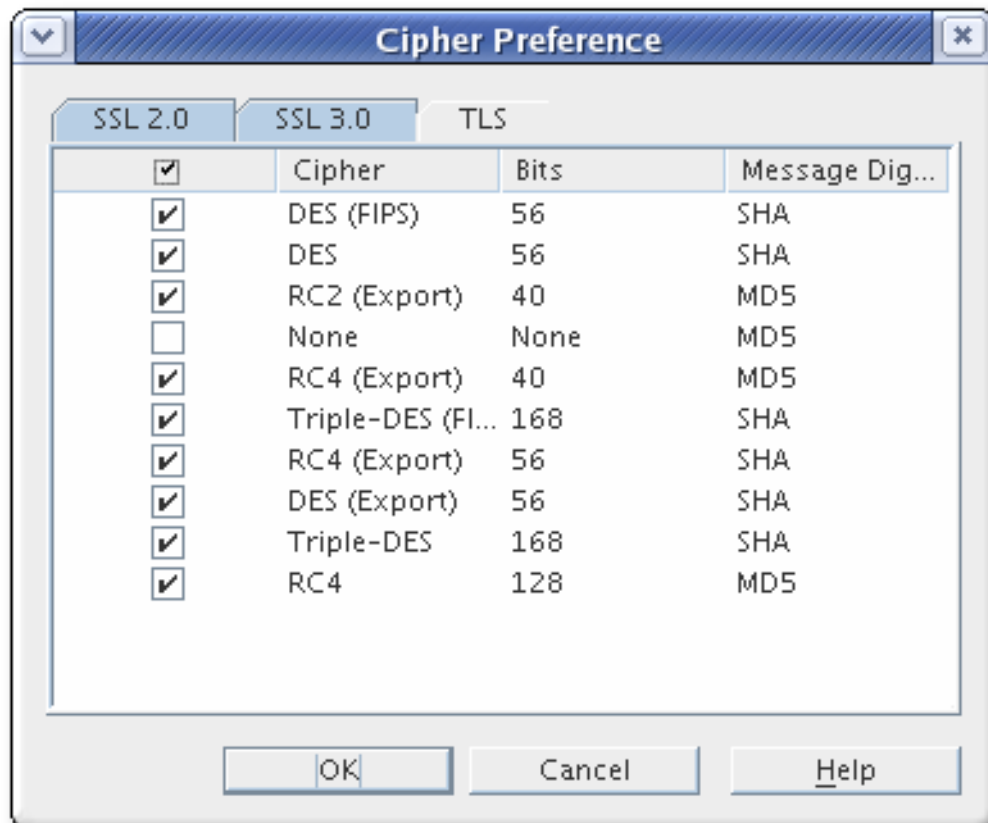 Cipher Preference
SSL 2.0 SSL 3.0 TLS
Cipher Bits Message Dig...
DES (FIPS) 56 SHA
DES 56 SHA
RC2 (Export) 40 MD5
None None MD5
RC4 (Export) 40 MD5
Triple-DES (FI... 168 SHA
RC4 (Export) 56 SHA
DES (Export) 56 SHA
Triple-DES 168 SHA
RC4 128 MD5
OK Cancel Help